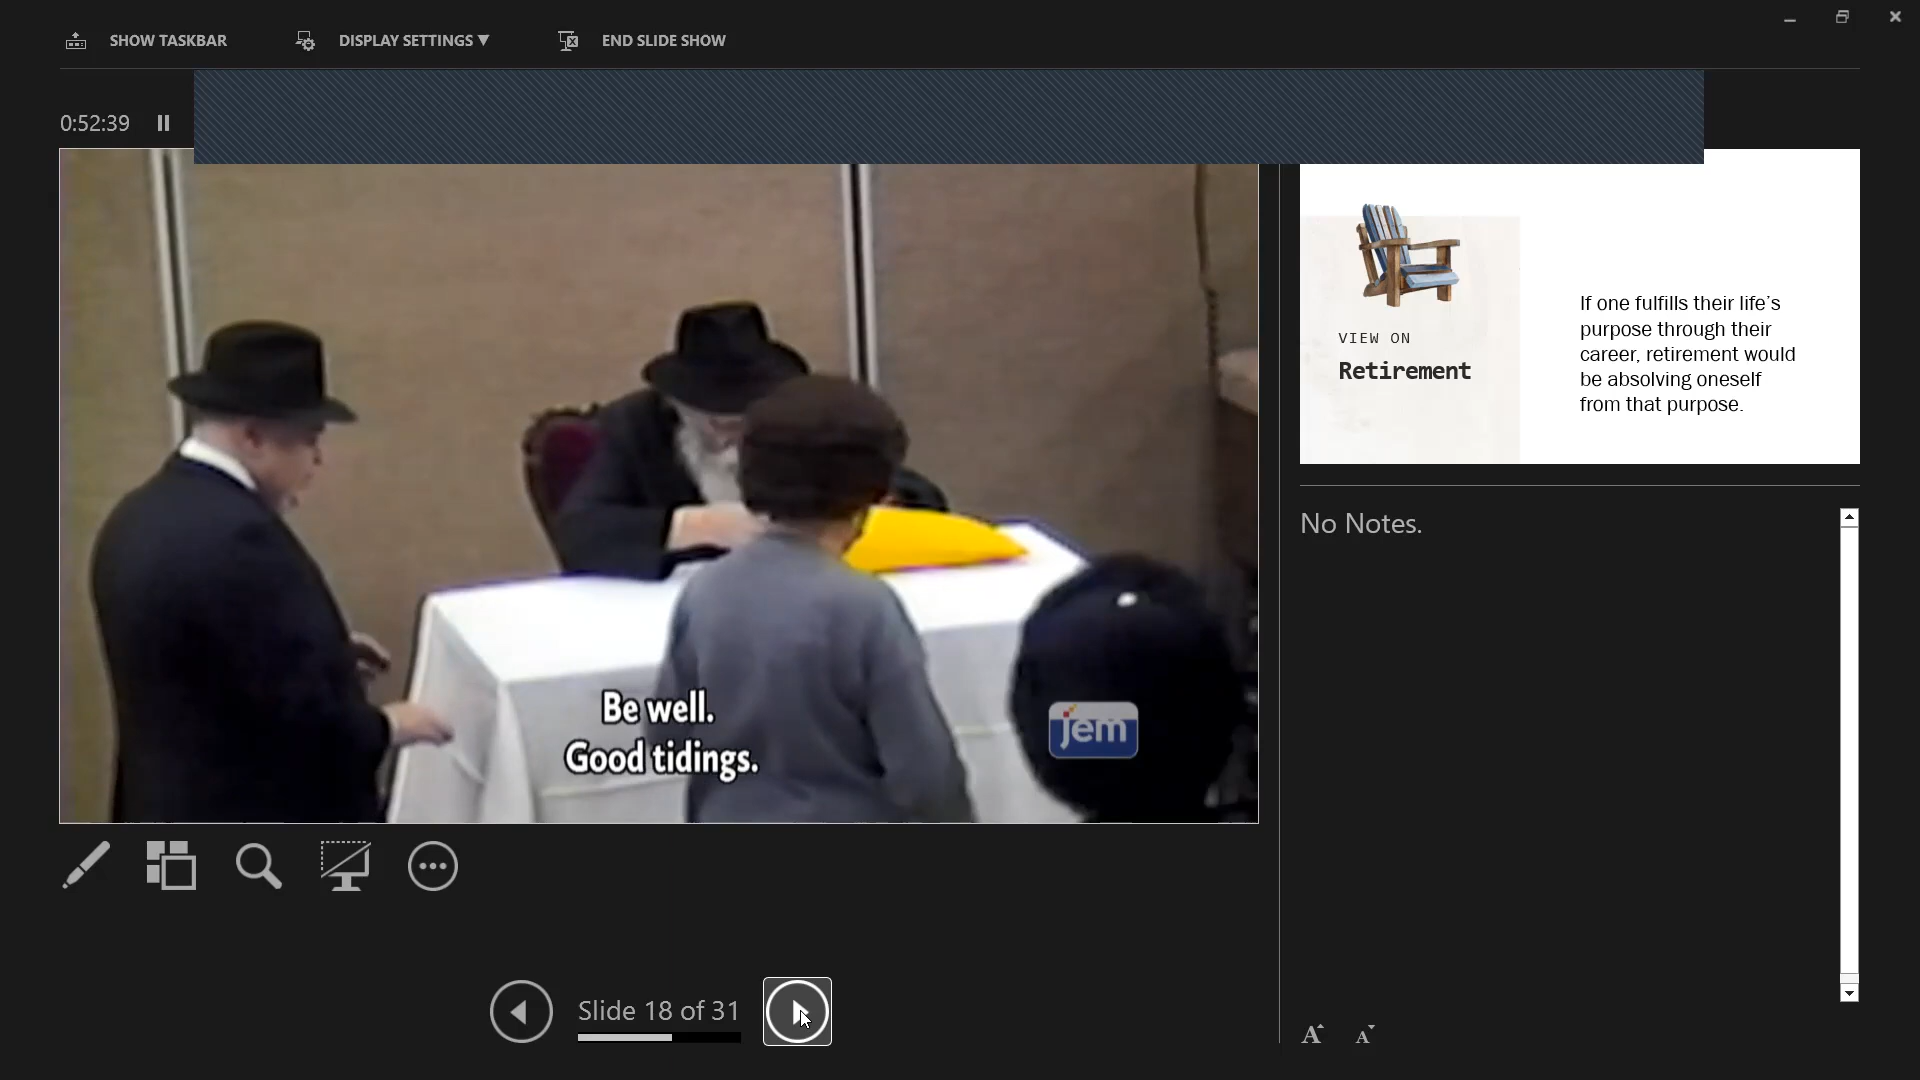 SHOW TASKBAR
DISPLAY SETTINGS ▼
END SLIDE SHOW
0:52:39
Be well.
Good tidings.
jem
VIEW ON
Retirement
If one fulfills their life's
purpose through their
career, retirement would
be absolving oneself
from that purpose.
No Notes.
Slide 18 of 31
A A